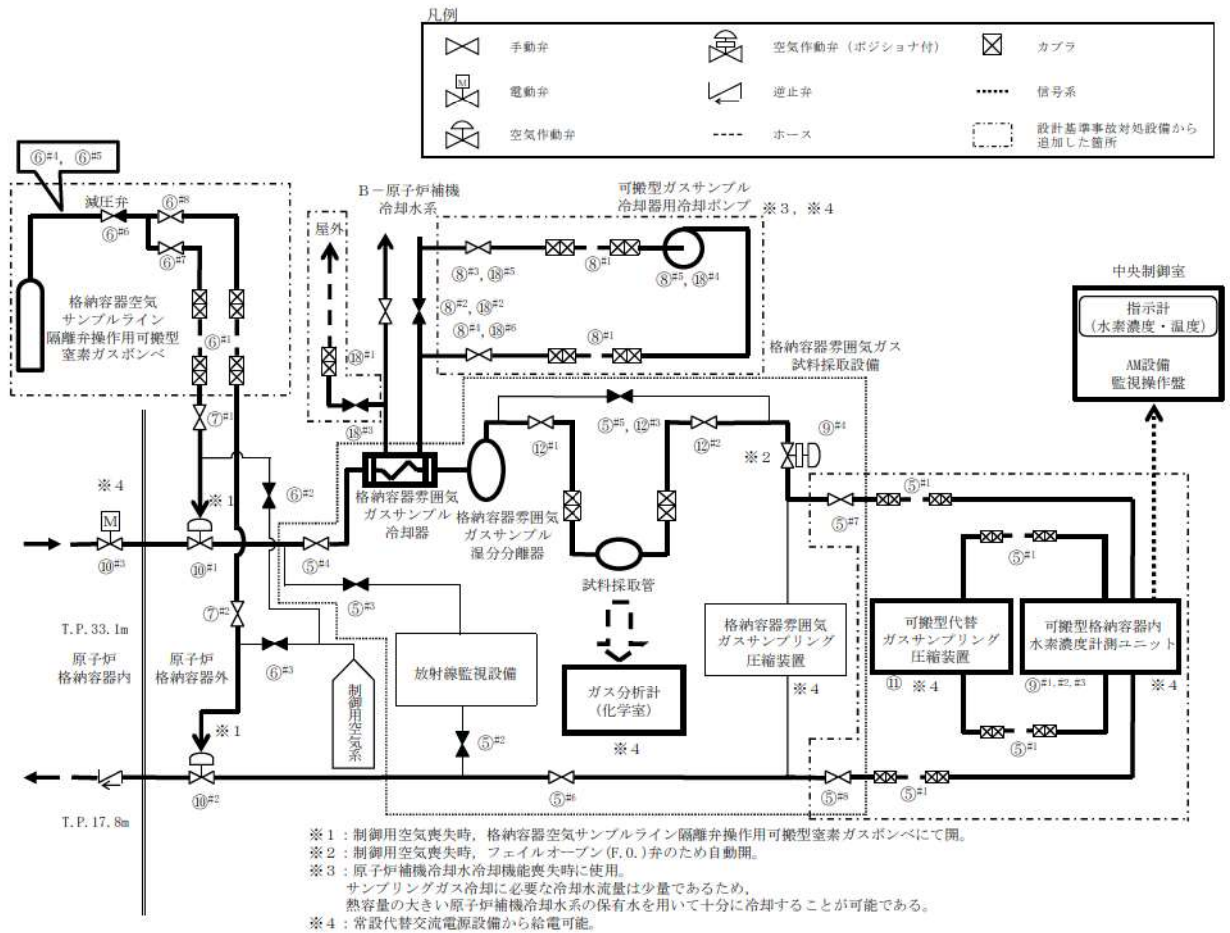 凡例
手動弁
空気作動弁（ポジショナ付）
カプラ
電動弁
逆止弁
信号系
空気作動弁
ホース
設計基準事故対処設備から
追加した箇所
⑥#4, ⑥#5
減圧弁
⑥#8
⑥#6
⑥#7
格納容器空気
サンプルライン
隔離弁操作用可搬型
窒素ガスボンベ
⑥#1
屋外
B－原子炉補機
冷却水系
可搬型ガスサンプル
冷却器用冷却ポンプ
※3, ※4
⑧#3, ⑱#5
⑧#1
⑧#5, ⑱#4
⑧#2, ⑱#2
⑧#4, ⑱#6
⑧#1
⑱#1
⑱#3
格納容器雰囲気ガス
試料採取設備
中央制御室
指示計
（水素濃度・温度）
AM設備
監視操作盤
⑦#1
※4
M
⑩#3
※1
⑩#1
⑥#2
⑤#4
⑤#3
格納容器雰囲気
ガスサンプル
冷却器
格納容器雰囲気
ガスサンプル
湿分分離器
⑫#1
⑤#5, ⑫#3
⑫#2
⑨#4
※2
試料採取管
⑤#7
⑤#1
⑤#1
T.P.33.1m
原子炉
格納容器内
原子炉
格納容器外
⑦#2
⑥#3
制御用空気系
放射線監視設備
ガス分析計
(化学室)
※4
格納容器雰囲気
ガスサンプリング
圧縮装置
※4
可搬型代替
ガスサンプリング
圧縮装置
⑪
※4
可搬型格納容器内
水素濃度計測ユニット
⑨#1,#2,#3
※4
※1
⑤#2
⑤#1
⑩#2
⑤#6
⑤#8
⑤#1
T.P.17.8m
※1：制御用空気喪失時，格納容器空気サンプルライン隔離弁操作用可搬型窒素ガスボンベにて開。
※2：制御用空気喪失時，フェイルオープン(F.O.)弁のため自動開。
※3：原子炉補機冷却水冷却機能喪失時に使用。
サンプリングガス冷却に必要な冷却水流量は少量であるため，
熱容量の大きい原子炉補機冷却水系の保有水を用いて十分に冷却することが可能である。
※4：常設代替交流電源設備から給電可能。